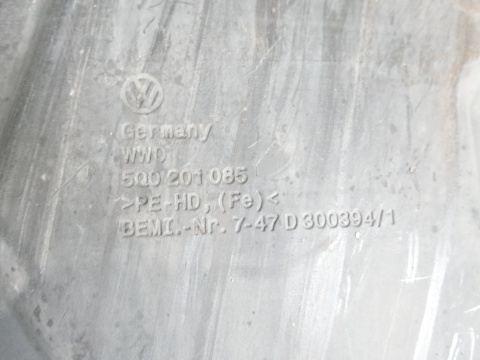 Germany
WWO
5Q0 201 085
>PE-HD,(Fe)<
BEMI.-Nr. 7-47 D 300394/1